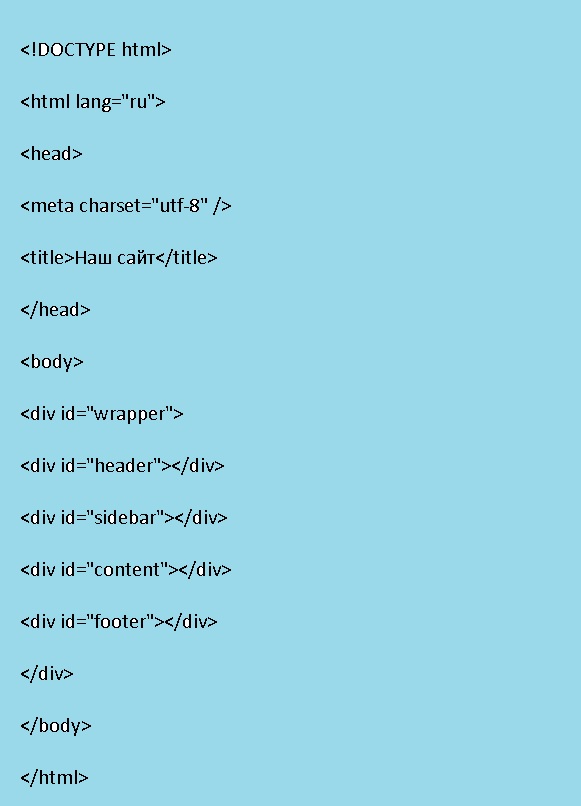 <!DOCTYPE html>
<html lang="ru">
<head>
<meta charset="utf-8" />
<title>Наш сайт</title>
</head>
<body>
<div id="wrapper">
<div id="header"></div>
<div id="sidebar"></div>
<div id="content"></div>
<div id="footer"></div>
</div>
</body>
</html>